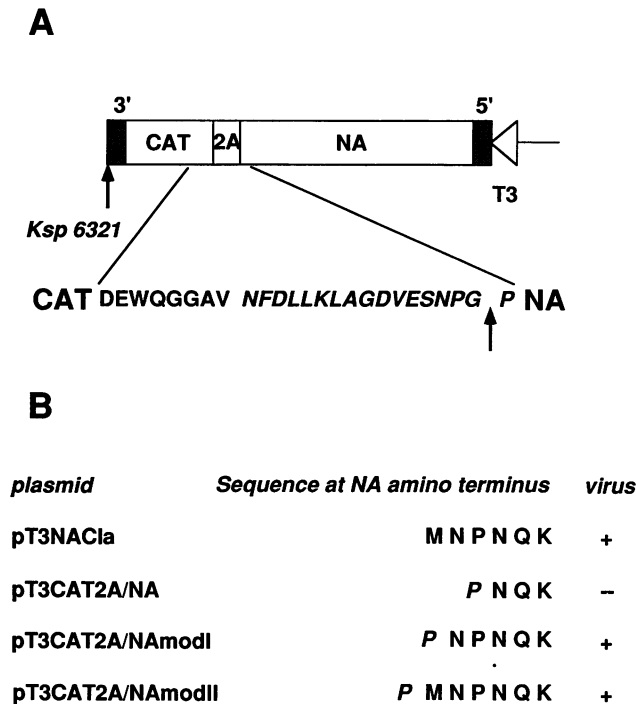 A
3' 5'
CAT 2A NA
T3
Ksp 6321
CAT DEWQGGAV NFDLLKLAGDVESNPG P NA
B
plasmid Sequence at NA amino terminus virus
pT3NACla M N P N Q K +
pT3CAT2A/NA P N Q K –
pT3CAT2A/NAmodI P N P N Q K +
pT3CAT2A/NAmodII P M N P N Q K +